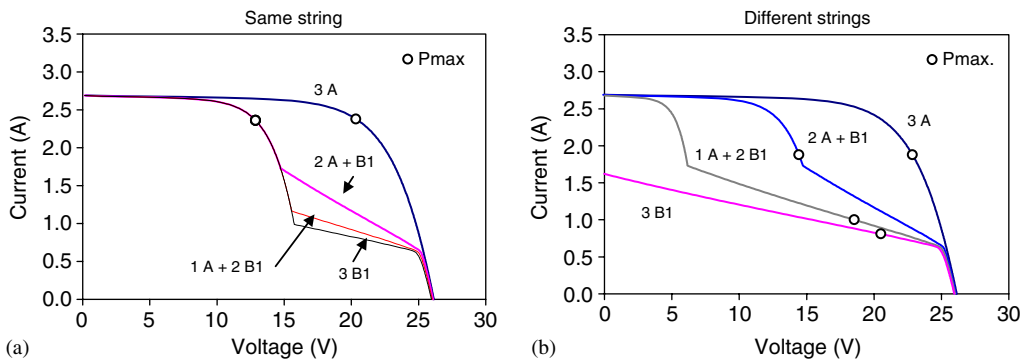 Same string
3.5
3.0
2.5
2.0
1.5
1.0
0.5
0.0
Current (A)
0 5 10 15 20 25 30
Voltage (V)
Pmax
3 A
2 A + B1
1 A + 2 B1
3 B1
(a)
Different strings
3.5
3.0
2.5
2.0
1.5
1.0
0.5
0.0
Current (A)
0 5 10 15 20 25 30
Voltage (V)
Pmax.
3 A
2 A + B1
1 A + 2 B1
3 B1
(b)